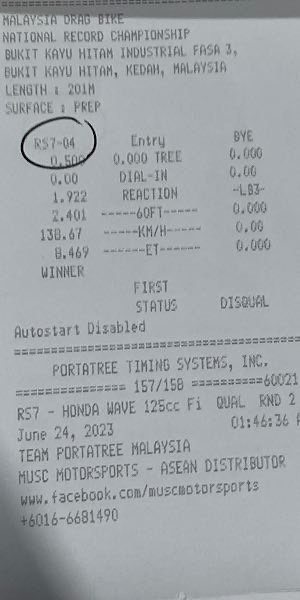 MALAYSIA DRAG BIKE
NATIONAL RECORD CHAMPIONSHIP
BUKIT KAYU HITAM INDUSTRIAL FASA 3,
BUKIT KAYU HITAM, KEDAH, MALAYSIA
LENGTH : 201M
SURFACE : PREP
RS7-04 Entry BYE
0.500 0.000 TREE 0.000
0.00 DIAL-IN 0.00
1.922 REACTION -LB3-
2.401 -----60FT----- 0.000
138.67 -----KM/H----- 0.00
8.469 ------ET------ 0.000
WINNER
FIRST
STATUS DISQUAL
Autostart Disabled
===================================
PORTATREE TIMING SYSTEMS, INC.
============== 157/158 ==========60021
RS7 - HONDA WAVE 125cc Fi QUAL RND 2
June 24, 2023 01:46:36 A
TEAM PORTATREE MALAYSIA
MUSC MOTORSPORTS - ASEAN DISTRIBUTOR
www.facebook.com/muscmotorsports
+6016-6681490